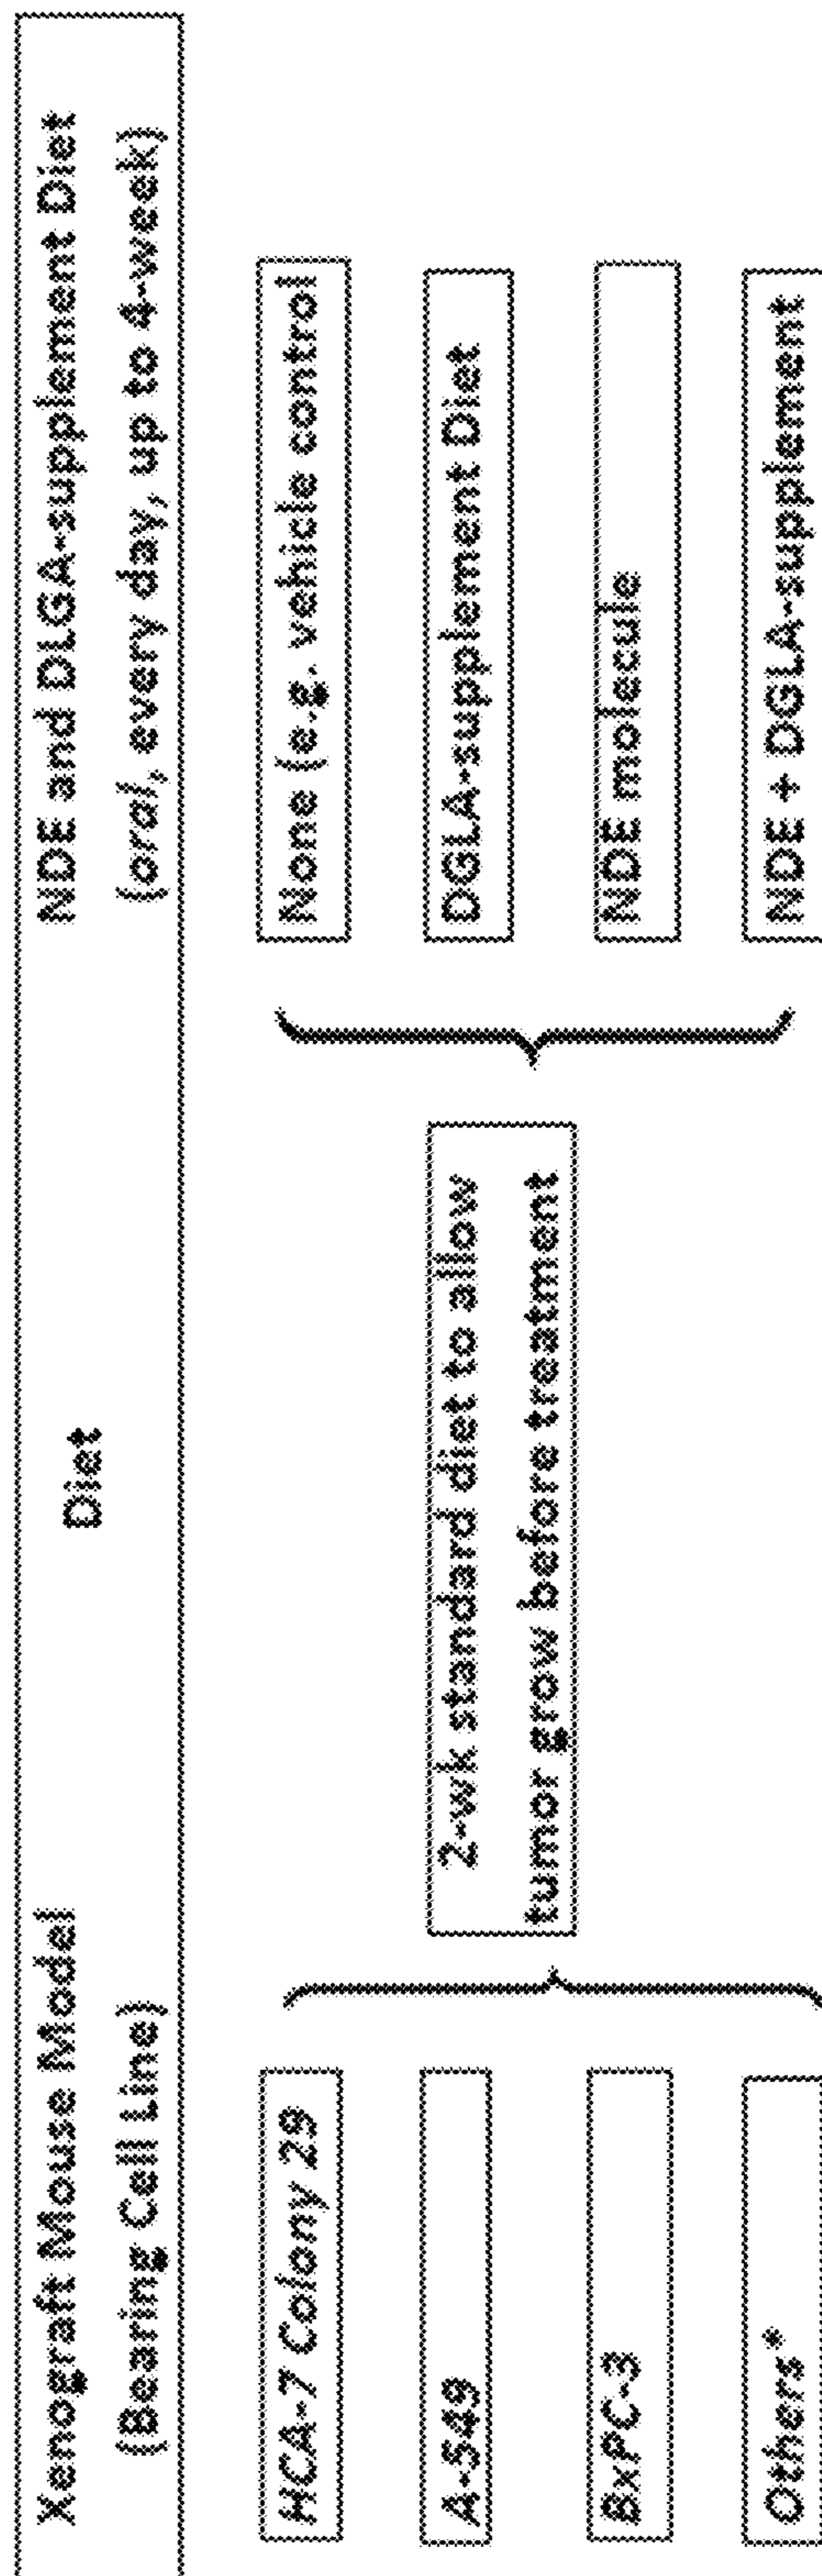 Xenograft Mouse Model
(Bearing Cell Line)
Diet
NDE and DLGA-supplement Diet
(oral, every day, up to 4-week)
HCA-7 Colony 29
A-549
BxPC-3
Others*
2-wk standard diet to allow
tumor grow before treatment
None (e.g. vehicle control
DGLA-supplement Diet
NDE molecule
NDE + DGLA-supplement